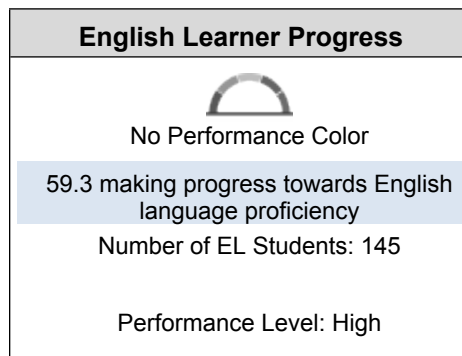 English Learner Progress
No Performance Color
59.3 making progress towards English
language proficiency
Number of EL Students: 145
Performance Level: High